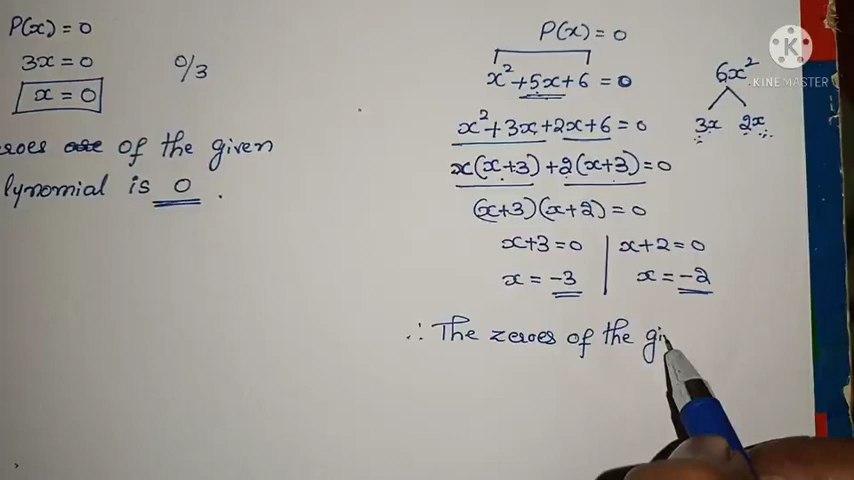 P(x) = 0
3x = 0 0/3
x = 0
zeroes of the given
lynomial is 0.
P(x) = 0
x² + 5x + 6 = 0
x² + 3x + 2x + 6 = 0
x(x+3) + 2(x+3) = 0
(x+3)(x+2) = 0
x+3 = 0 | x+2 = 0
x = -3 | x = -2
∴ The zeroes of the gi
6x²
3x 2x
K
KINEMASTER